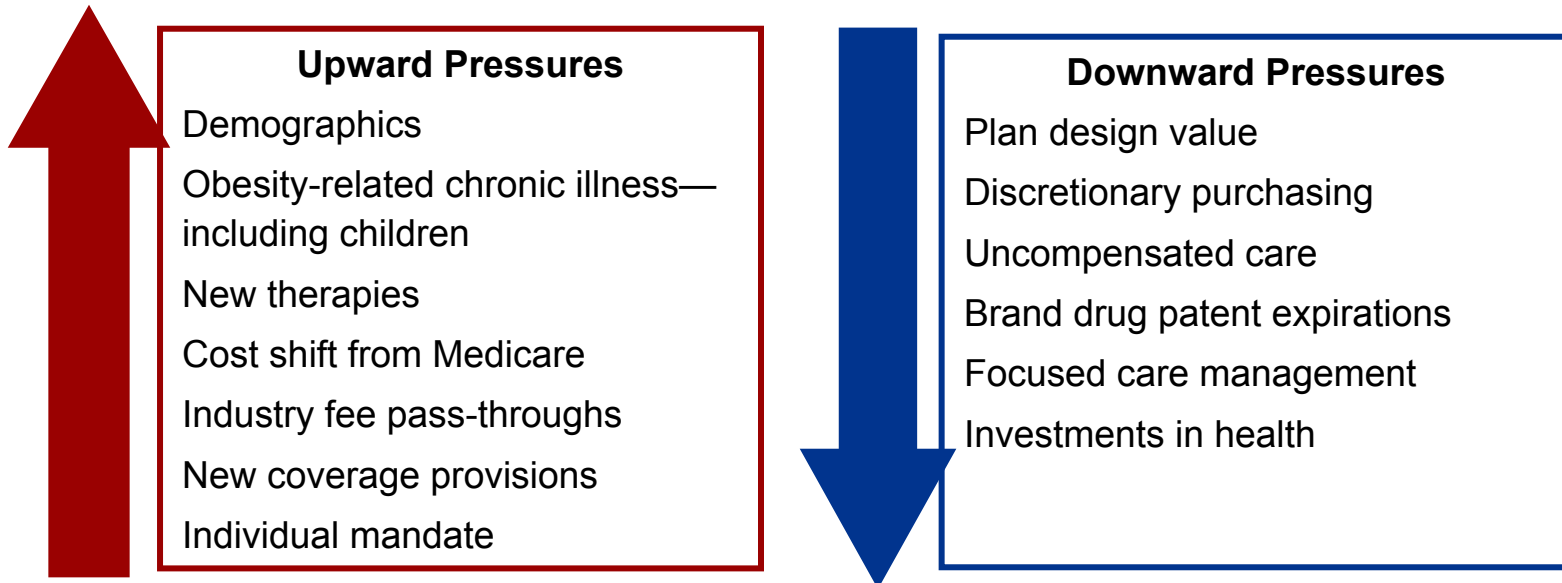 Upward Pressures
Demographics
Obesity-related chronic illness—
including children
New therapies
Cost shift from Medicare
Industry fee pass-throughs
New coverage provisions
Individual mandate
Downward Pressures
Plan design value
Discretionary purchasing
Uncompensated care
Brand drug patent expirations
Focused care management
Investments in health